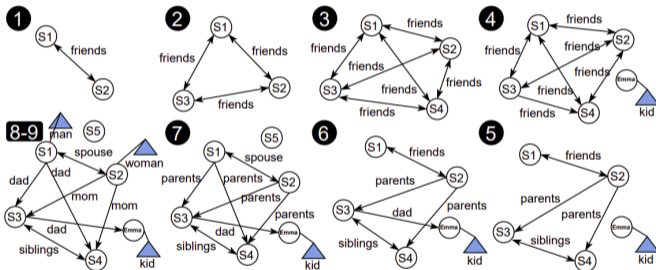 1
S1
friends
S2
2
S1
friends
friends
S2
S3
friends
3
S1
friends
S2
friends
friends
friends
S3
friends
S4
4
S1
friends
S2
friends
friends
friends
S3
friends
S4
Emma
kid
8-9
man
S5
S1
spouse
woman
dad
dad
S2
mom
mom
S3
dad
Emma
siblings
S4
kid
7
S5
S1
spouse
parents
parents
S2
parents
S3
parents
Emma
siblings
S4
kid
6
S1
friends
S2
parents
parents
S3
dad
Emma
siblings
S4
kid
5
S1
friends
S2
parents
parents
S3
Emma
siblings
S4
kid